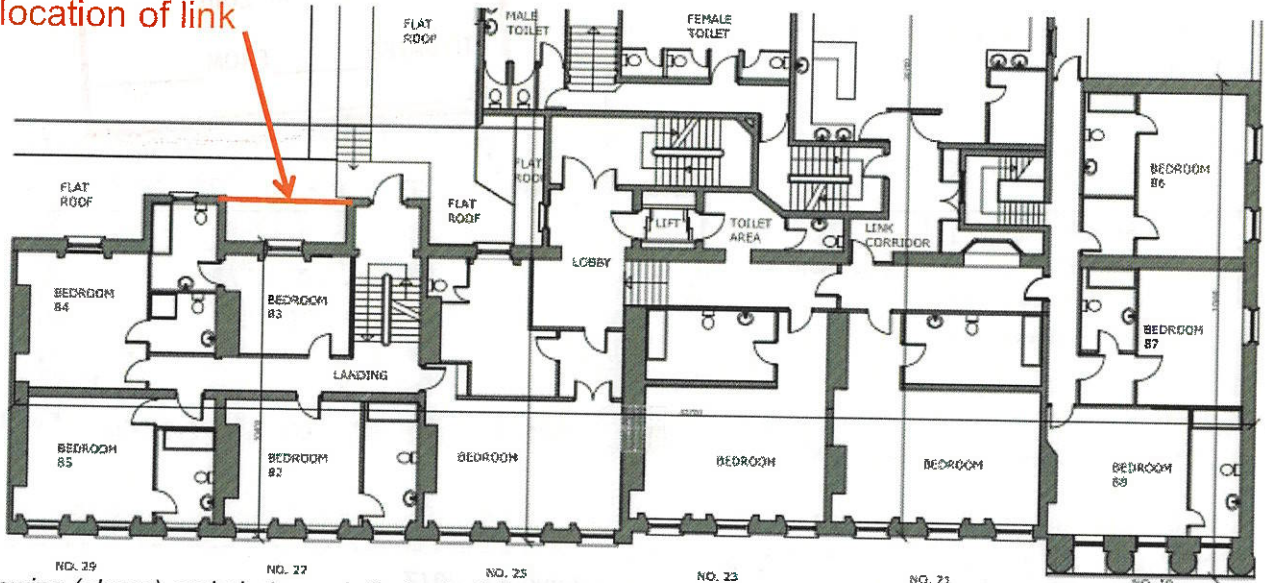 location of link
FLAT
ROOF
MALE
TOILET
FEMALE
TOILET
FLAT
ROOF
FLAT
ROOF
FLAT
ROOF
BEDROOM
86
LIFT
TOILET
AREA
LINK
CORRIDOR
LOBBY
BEDROOM
84
BEDROOM
83
BEDROOM
87
LANDING
BEDROOM
85
BEDROOM
82
BEDROOM
BEDROOM
BEDROOM
BEDROOM
88
NO. 29
NO. 27
NO. 25
NO. 23
NO. 21
(above)